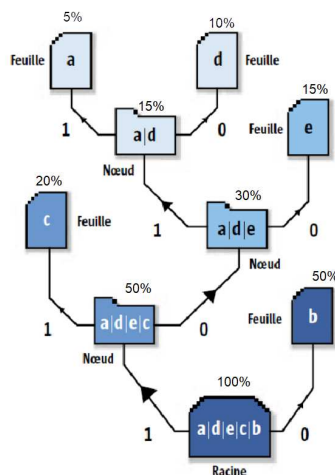 5%
10%
Feuille a
d Feuille
15%
1 a|d 0
15%
Feuille e
Nœud
20%
30%
c Feuille
1 a|d|e 0
50%
Nœud
50%
Feuille b
1 a|d|e|c 0
Nœud
100%
1 a|d|e|c|b 0
Racine